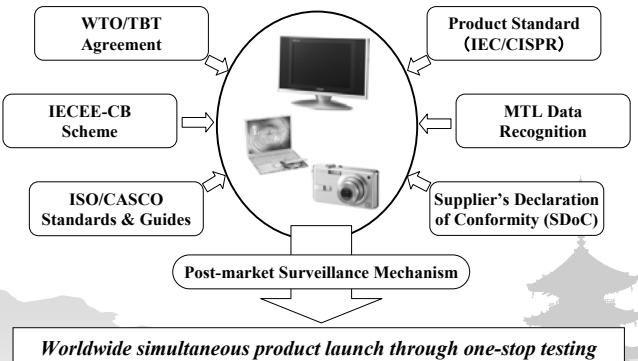 WTO/TBT
Agreement
Product Standard
（IEC/CISPR）
IECEE-CB
Scheme
MTL Data
Recognition
ISO/CASCO
Standards & Guides
Supplier's Declaration
of Conformity (SDoC)
Post-market Surveillance Mechanism
Worldwide simultaneous product launch through one-stop testing